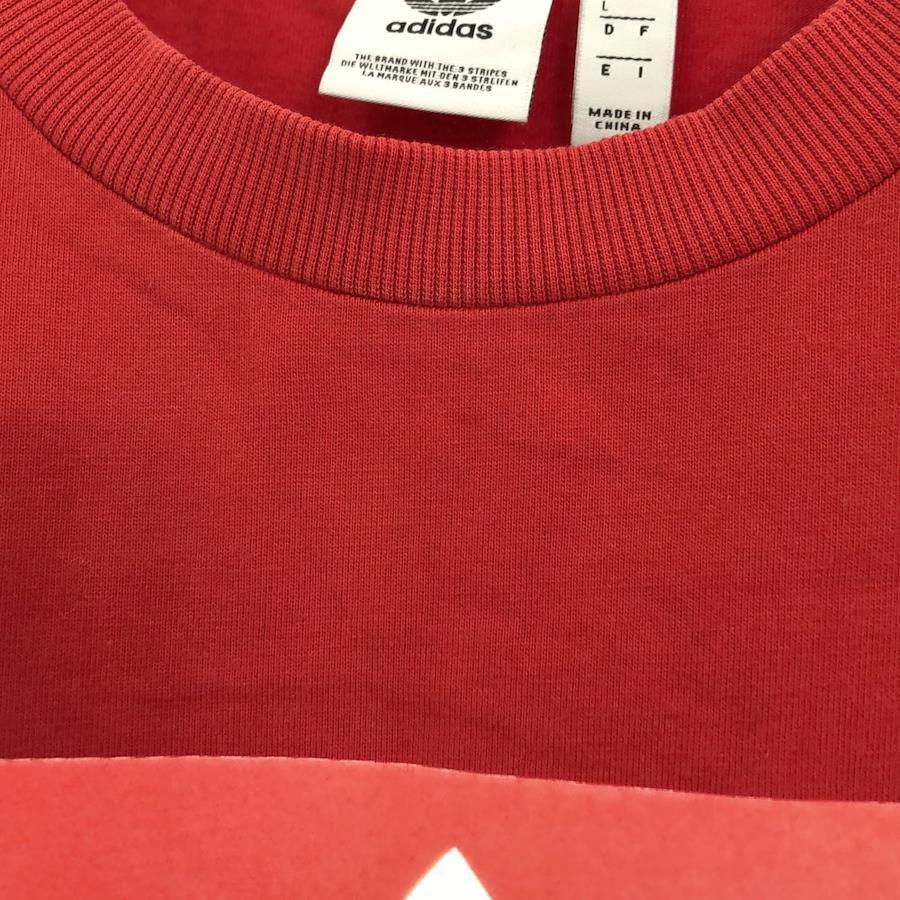 adidas
THE BRAND WITH THE 3 STRIPES
DIE WELTMARKE MIT DEN 3 STREIFEN
LA MARQUE AUX 3 BANDES
L
D F
E I
MADE IN
CHINA